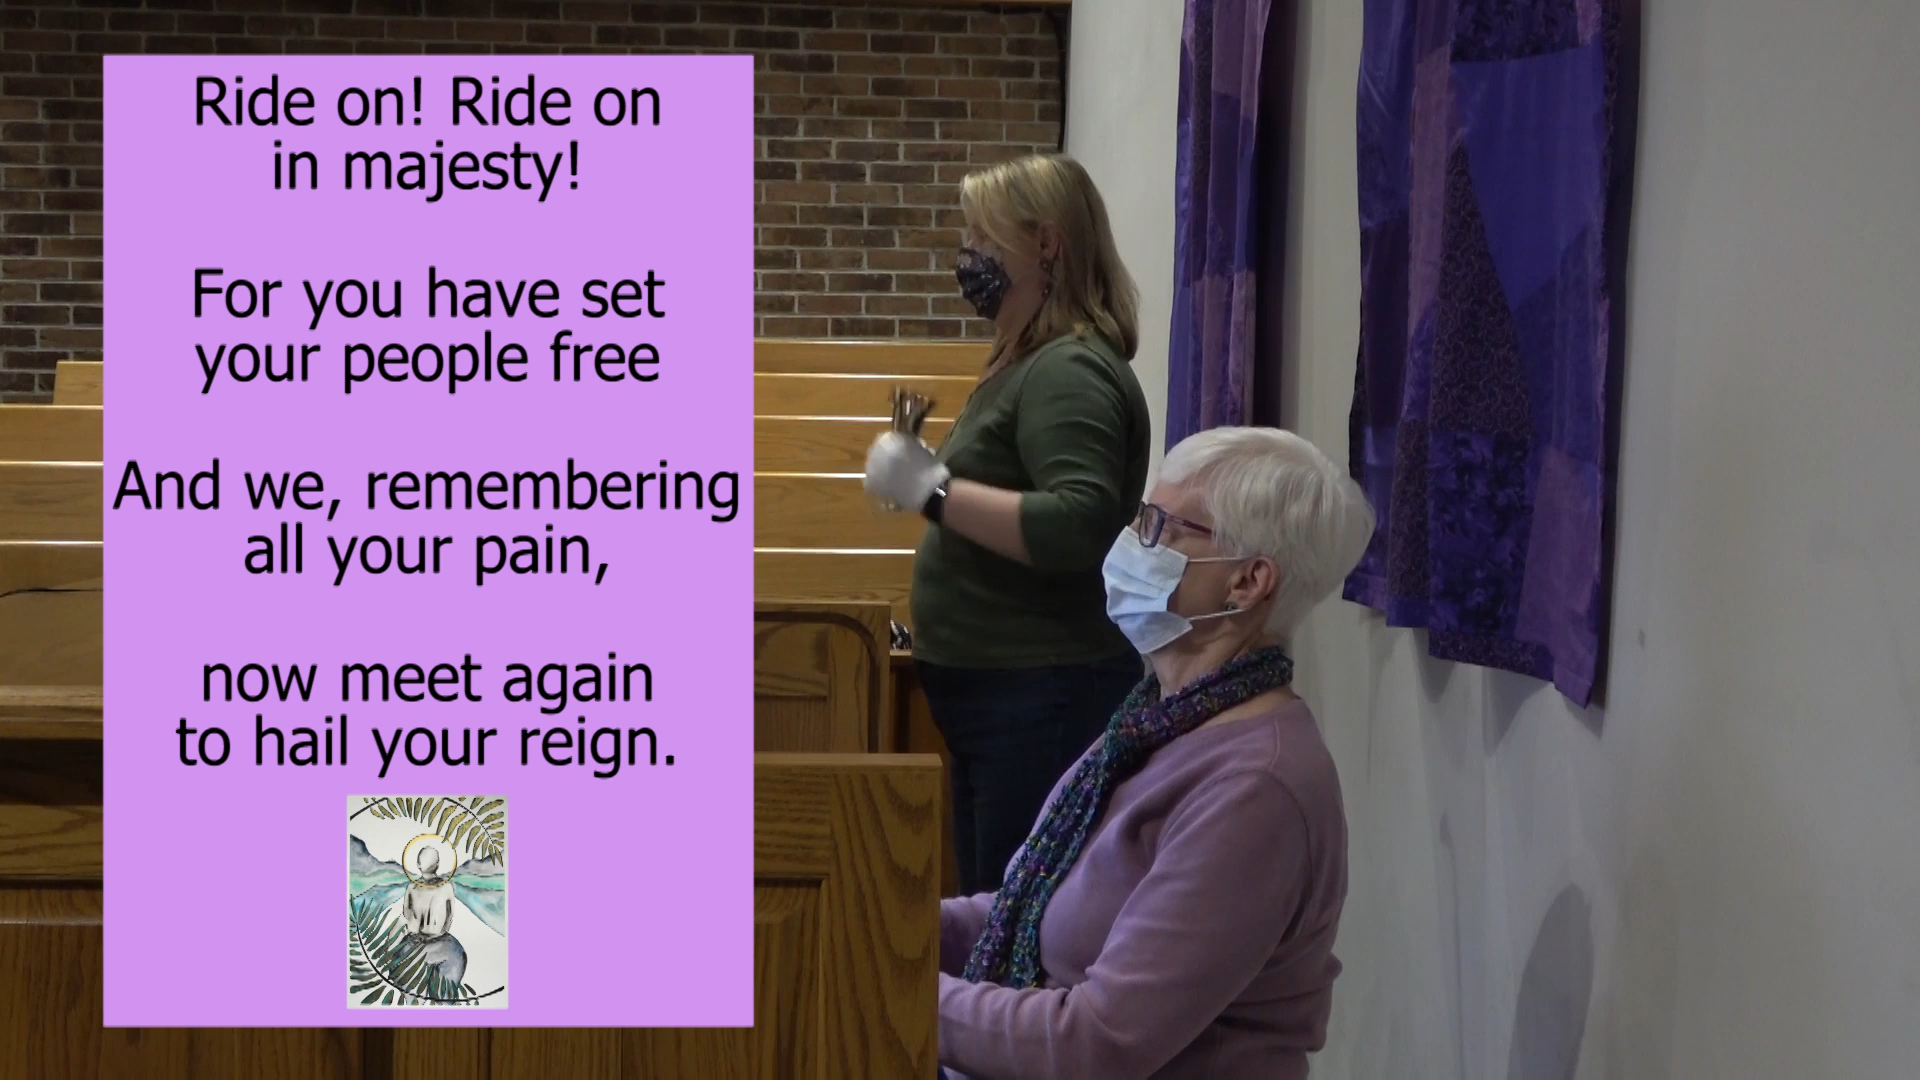 Ride on! Ride on
in majesty!
For you have set
your people free
And we, remembering
all your pain,
now meet again
to hail your reign.